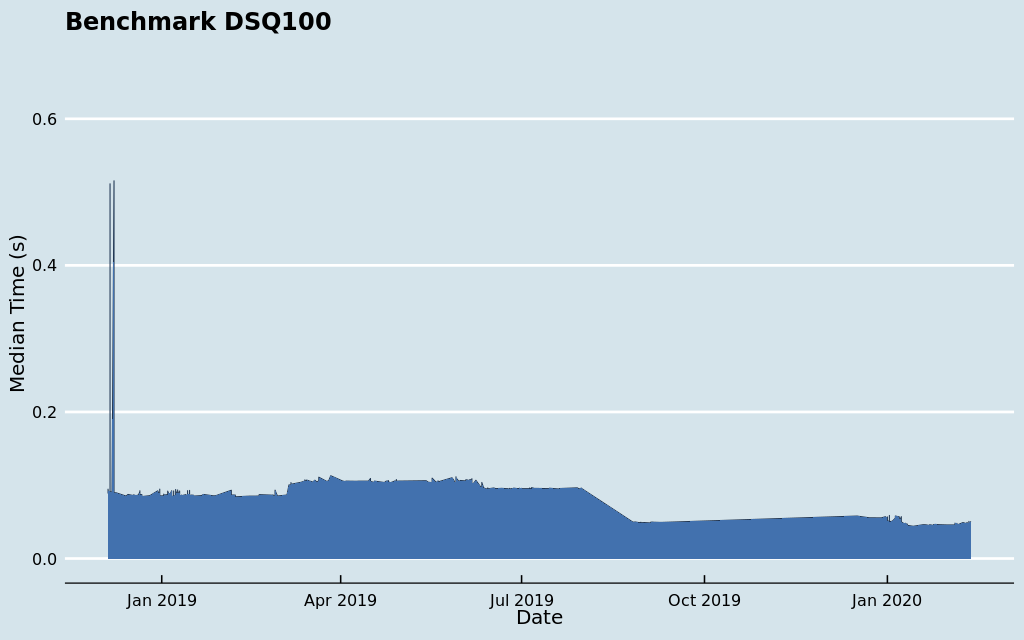 Benchmark DSQ100
Median Time (s)
0.6
0.4
0.2
0.0
Jan 2019
Apr 2019
Jul 2019
Oct 2019
Jan 2020
Date